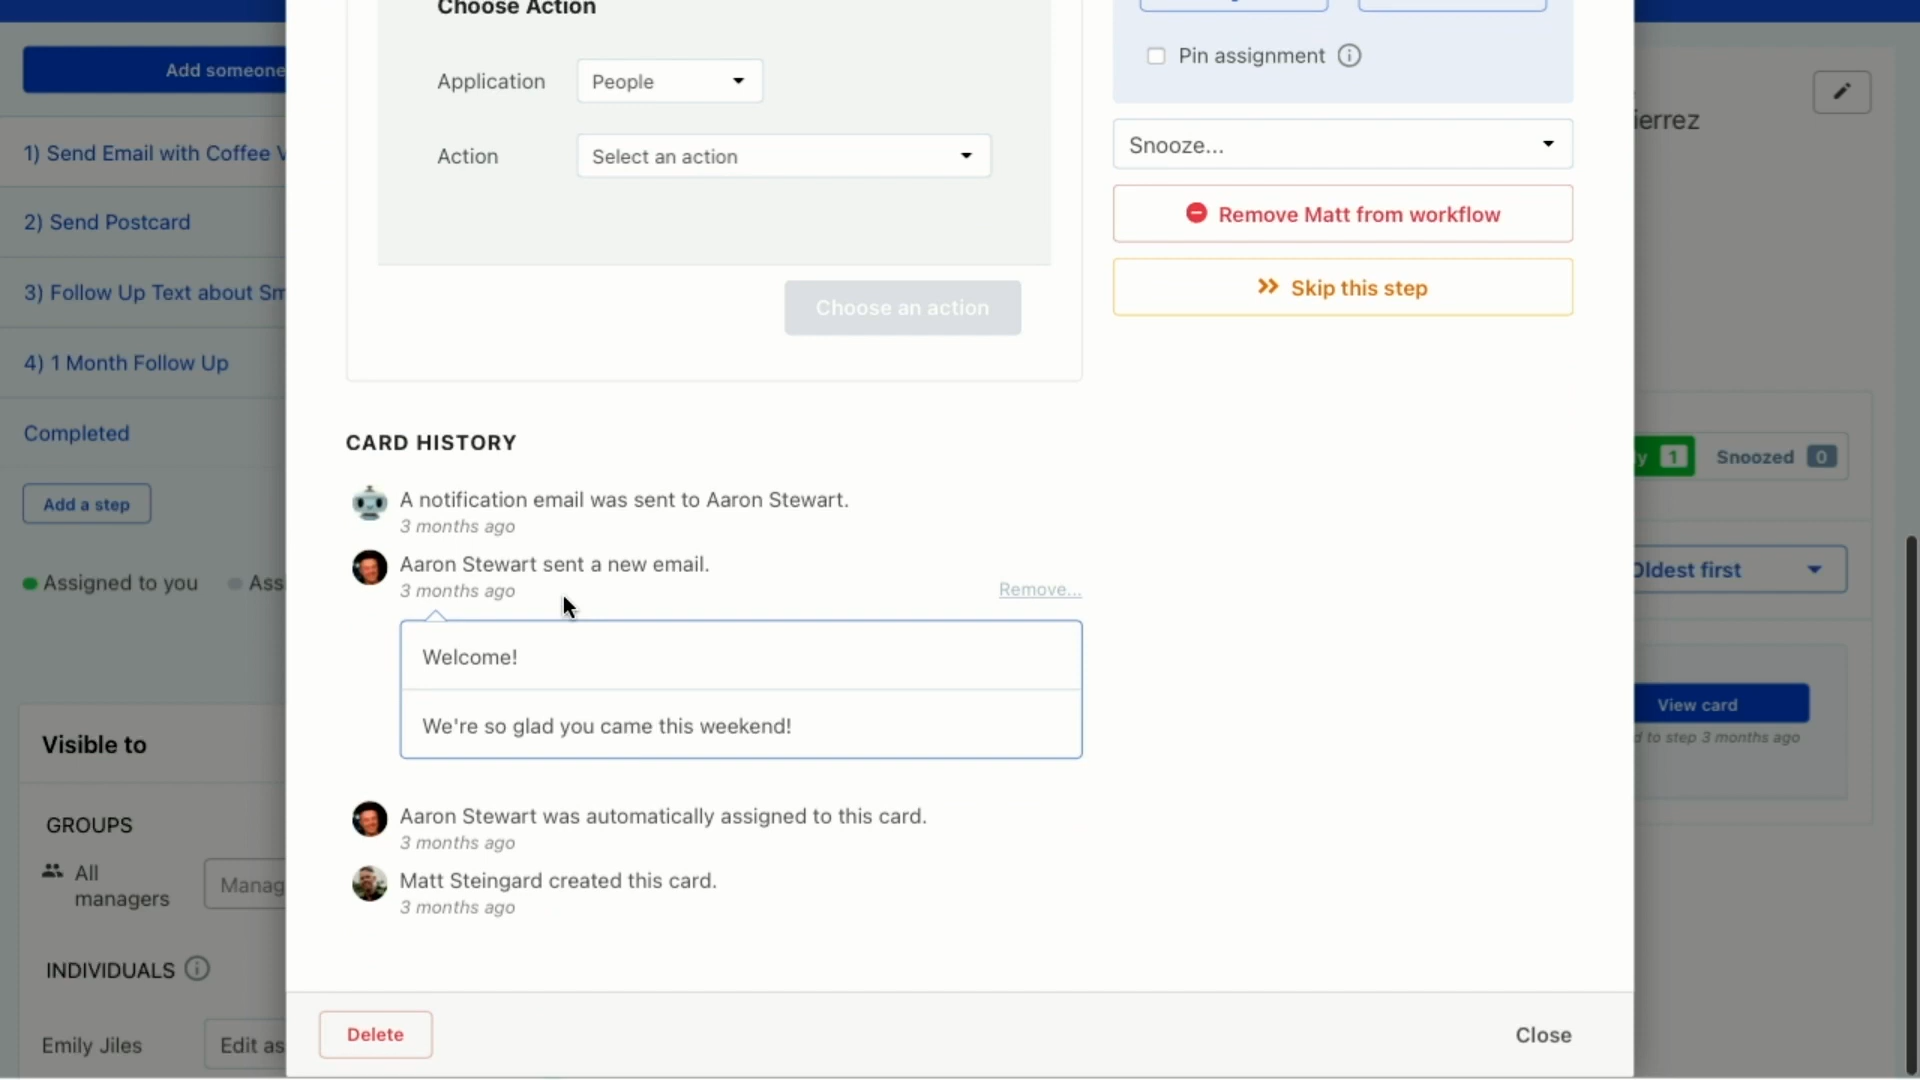 Choose Action
Application
People
Action
Select an action
Choose an action
Pin assignment
Snooze...
Remove Matt from workflow
Skip this step
CARD HISTORY
A notification email was sent to Aaron Stewart.
3 months ago
Aaron Stewart sent a new email.
3 months ago
Remove...
Welcome!
We're so glad you came this weekend!
Aaron Stewart was automatically assigned to this card.
3 months ago
Matt Steingard created this card.
3 months ago
Delete
Close
Add someone
1) Send Email with Coffee V
2) Send Postcard
3) Follow Up Text about Sm
4) 1 Month Follow Up
Completed
Add a step
Assigned to you
Ass
Visible to
GROUPS
All
managers
Manag
INDIVIDUALS
Emily Jiles
Edit as
ierrez
y 1
Snoozed 0
Oldest first
View card
d to step 3 months ago